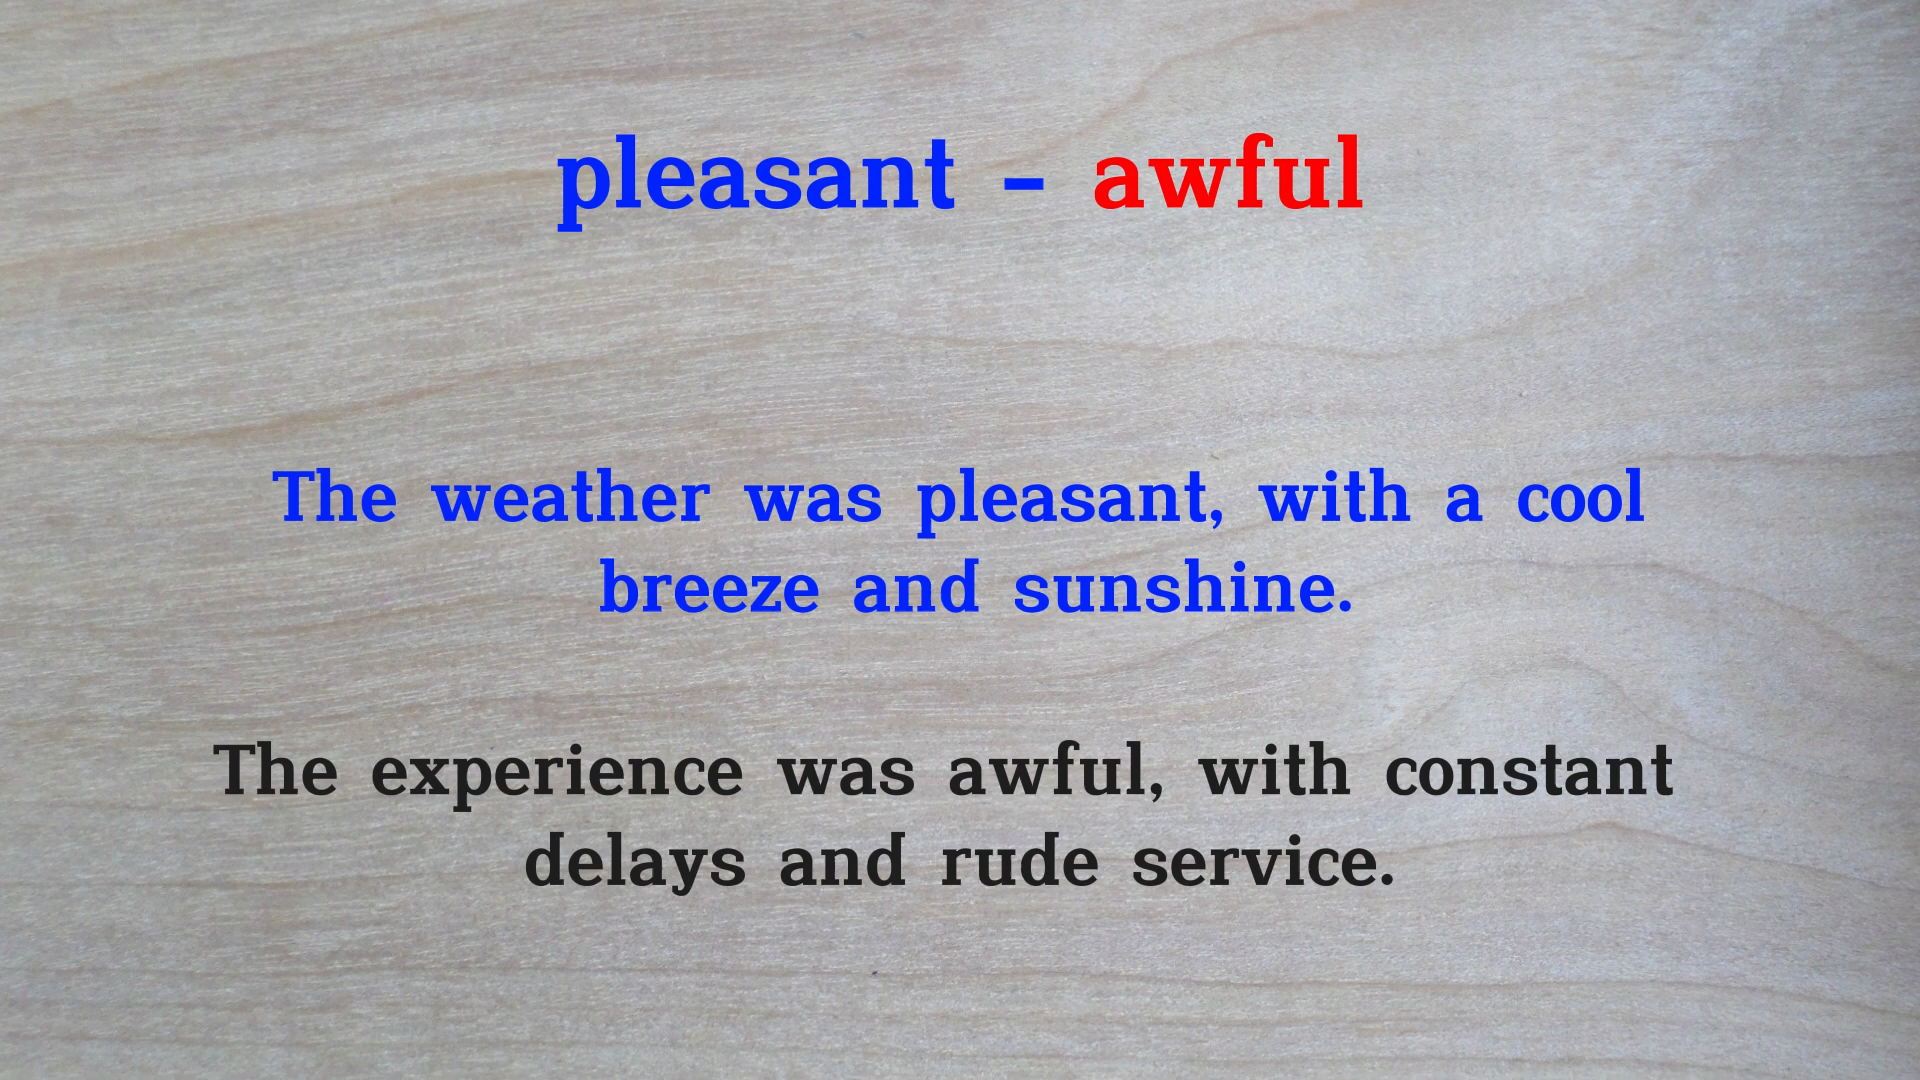 pleasant - awful
The weather was pleasant, with a cool
breeze and sunshine.
The experience was awful, with constant
delays and rude service.